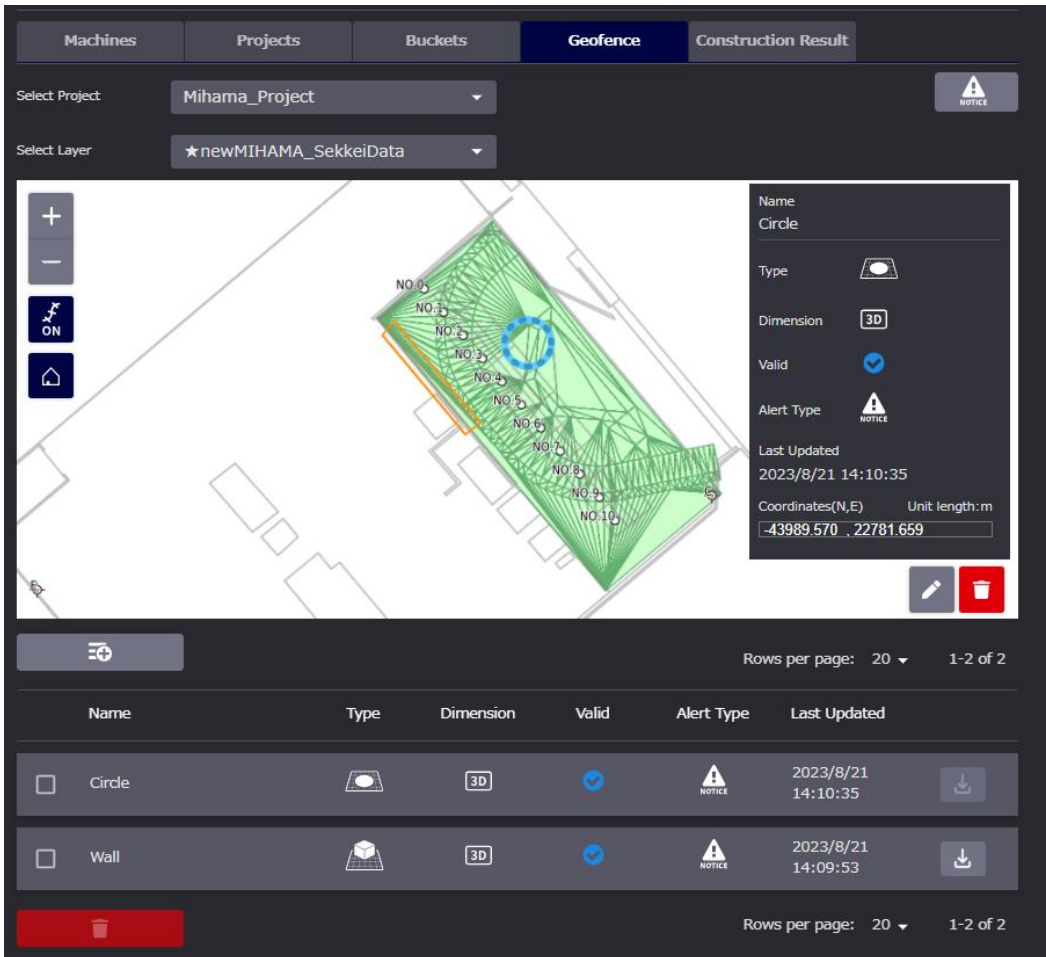 Machines Projects Buckets Geofence Construction Result
Select Project Mihama_Project
NOTICE
Select Layer ★newMIHAMA_SekkeiData
+
−
ON
NO.0
NO.1
NO.2
NO.3
NO.4
NO.5
NO.6
NO.7
NO.8
NO.9
NO.10
Name
Circle
Type
Dimension 3D
Valid
Alert Type NOTICE
Last Updated
2023/8/21 14:10:35
Coordinates(N,E) Unit length:m
-43989.570 , 22781.659
Rows per page: 20 1-2 of 2
Name Type Dimension Valid Alert Type Last Updated
Circle 3D NOTICE 2023/8/21
14:10:35
Wall 3D NOTICE 2023/8/21
14:09:53
Rows per page: 20 1-2 of 2